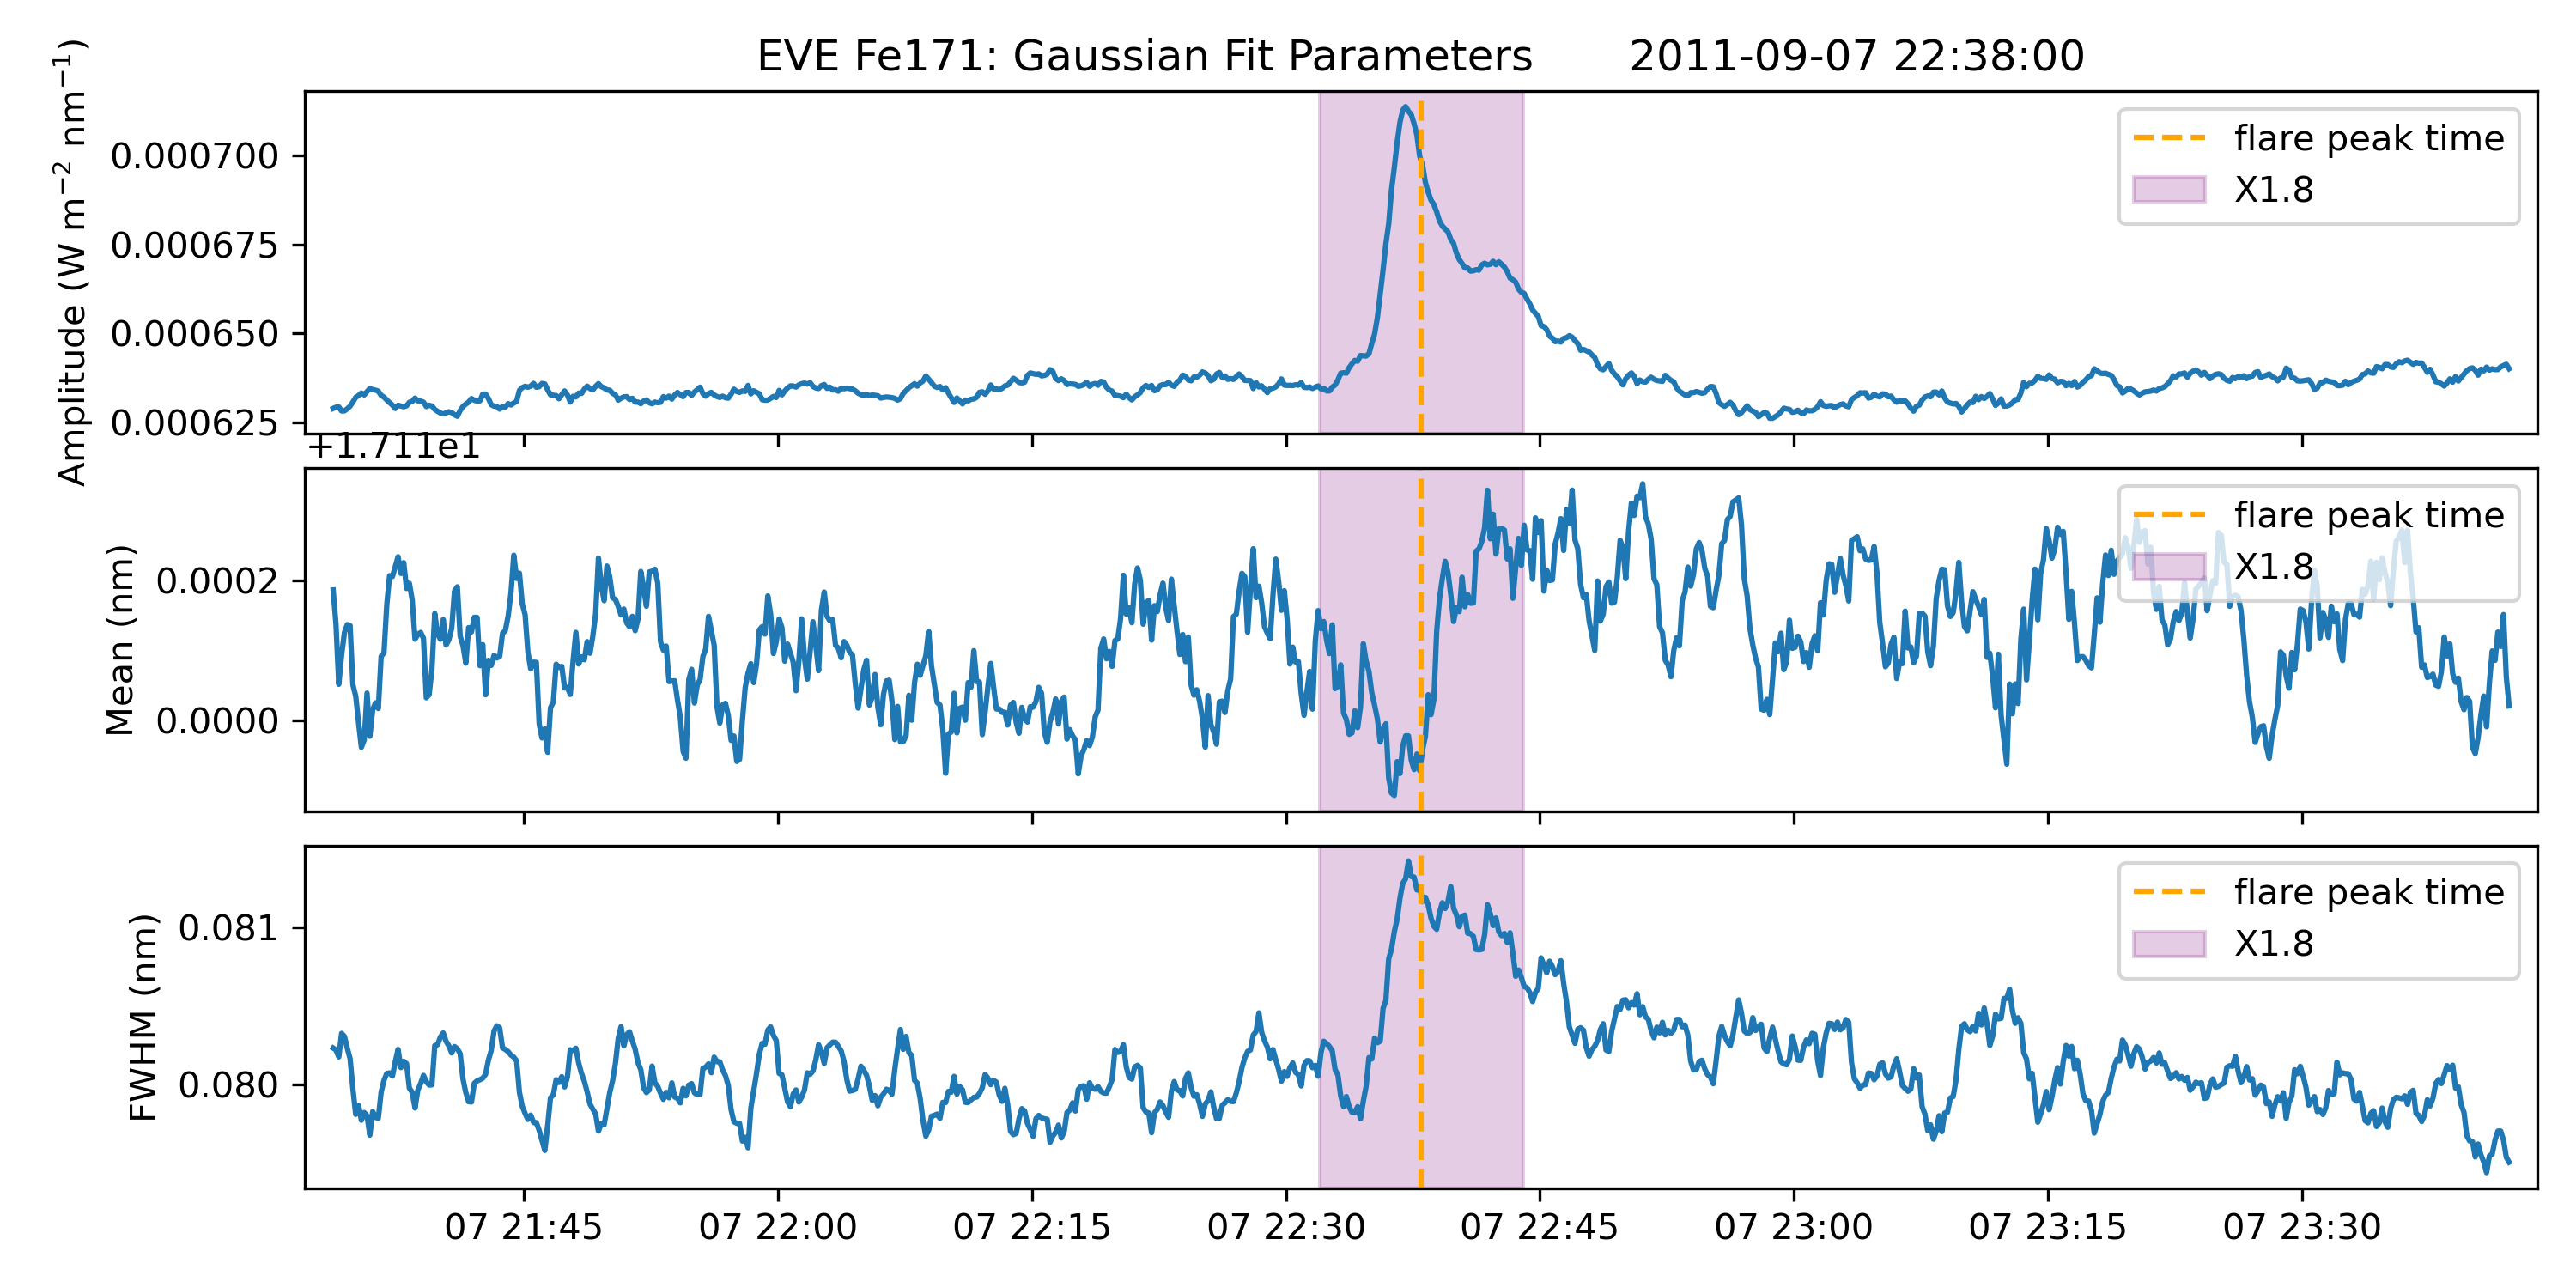 EVE Fe171: Gaussian Fit Parameters 2011-09-07 22:38:00
Amplitude (W m⁻² nm⁻¹)
0.000700
0.000675
0.000650
0.000625
flare peak time
X1.8
+1.711e1
Mean (nm)
0.0002
0.0000
flare peak time
X1.8
FWHM (nm)
0.081
0.080
flare peak time
X1.8
07 21:45 07 22:00 07 22:15 07 22:30 07 22:45 07 23:00 07 23:15 07 23:30